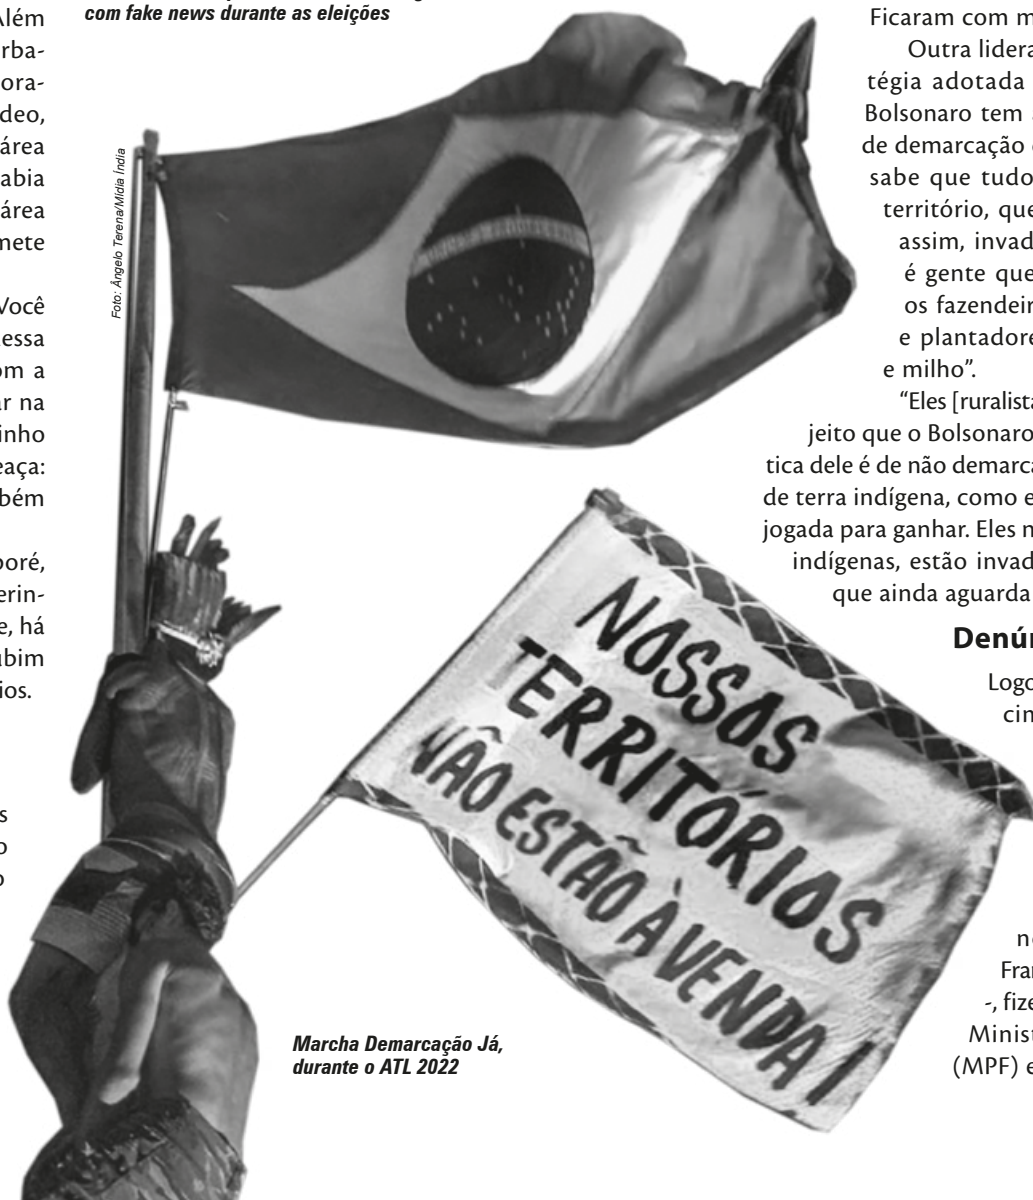 com fake news durante as eleições
Além
rba-
ora-
deo,
área
abia
área
mete
Você
essa
om a
ar na
inho
eaça:
bém
poré,
erin-
e, há
ubim
ios.
s
o
Foto: Ângelo Terena/Mídia Índia
NOSSOS
TERRITÓRIOS
NÃO ESTÃO À VENDA!
Marcha Demarcação Já,
durante o ATL 2022
Ficaram com m
Outra lidera
tégia adotada
Bolsonaro tem
de demarcação
sabe que tudo
território, que
assim, invad
é gente que
os fazendeir
e plantadore
e milho”.
“Eles [ruralista
jeito que o Bolsonaro
tica dele é de não demarca
de terra indígena, como e
jogada para ganhar. Eles n
indígenas, estão invad
que ainda aguarda
Denún
Logo
cin
ne
Fran
-, fize
Minist
(MPF) e